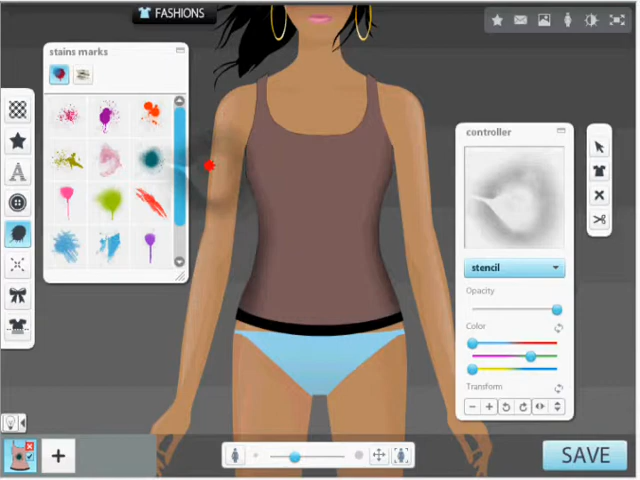 FASHIONS
stains marks
controller
stencil
Opacity
Color
Transform
A
SAVE